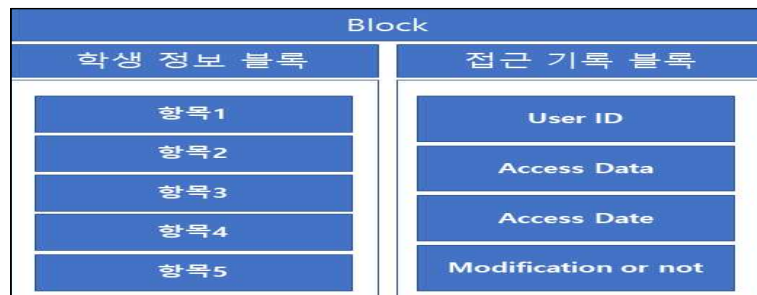 Block
학생 정보 블록
항목1
항목2
항목3
항목4
항목5
접근 기록 블록
User ID
Access Data
Access Date
Modification or not